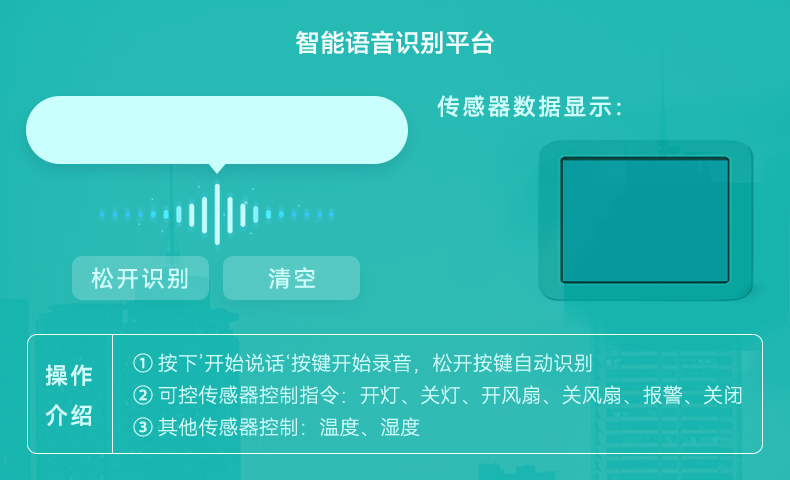 智能语音识别平台
传感器数据显示：
松开识别
清空
操作
介绍
① 按下’开始说话‘按键开始录音，松开按键自动识别
② 可控传感器控制指令：开灯、关灯、开风扇、关风扇、报警、关闭
③ 其他传感器控制：温度、湿度